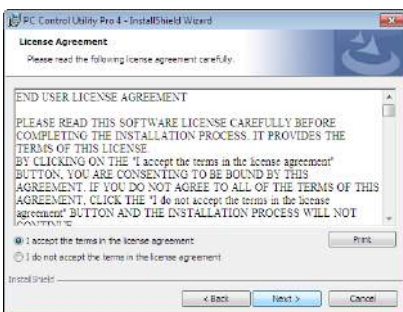 PC Control Utility Pro 4 - InstallShield Wizard
License Agreement
Please read the following license agreement carefully.
END USER LICENSE AGREEMENT
PLEASE READ THIS SOFTWARE LICENSE CAREFULLY BEFORE
COMPLETING THE INSTALLATION PROCESS. IT PROVIDES THE
TERMS OF THIS LICENSE.
BY CLICKING ON THE "I accept the terms in the license agreement"
BUTTON, YOU ARE CONSENTING TO BE BOUND BY THIS
AGREEMENT. IF YOU DO NOT AGREE TO ALL OF THE TERMS OF THIS
AGREEMENT, CLICK THE "I do not accept the terms in the license
agreement" BUTTON AND THE INSTALLATION PROCESS WILL NOT
CONTINUE.
I accept the terms in the license agreement
Print
I do not accept the terms in the license agreement
InstallShield
< Back
Next >
Cancel